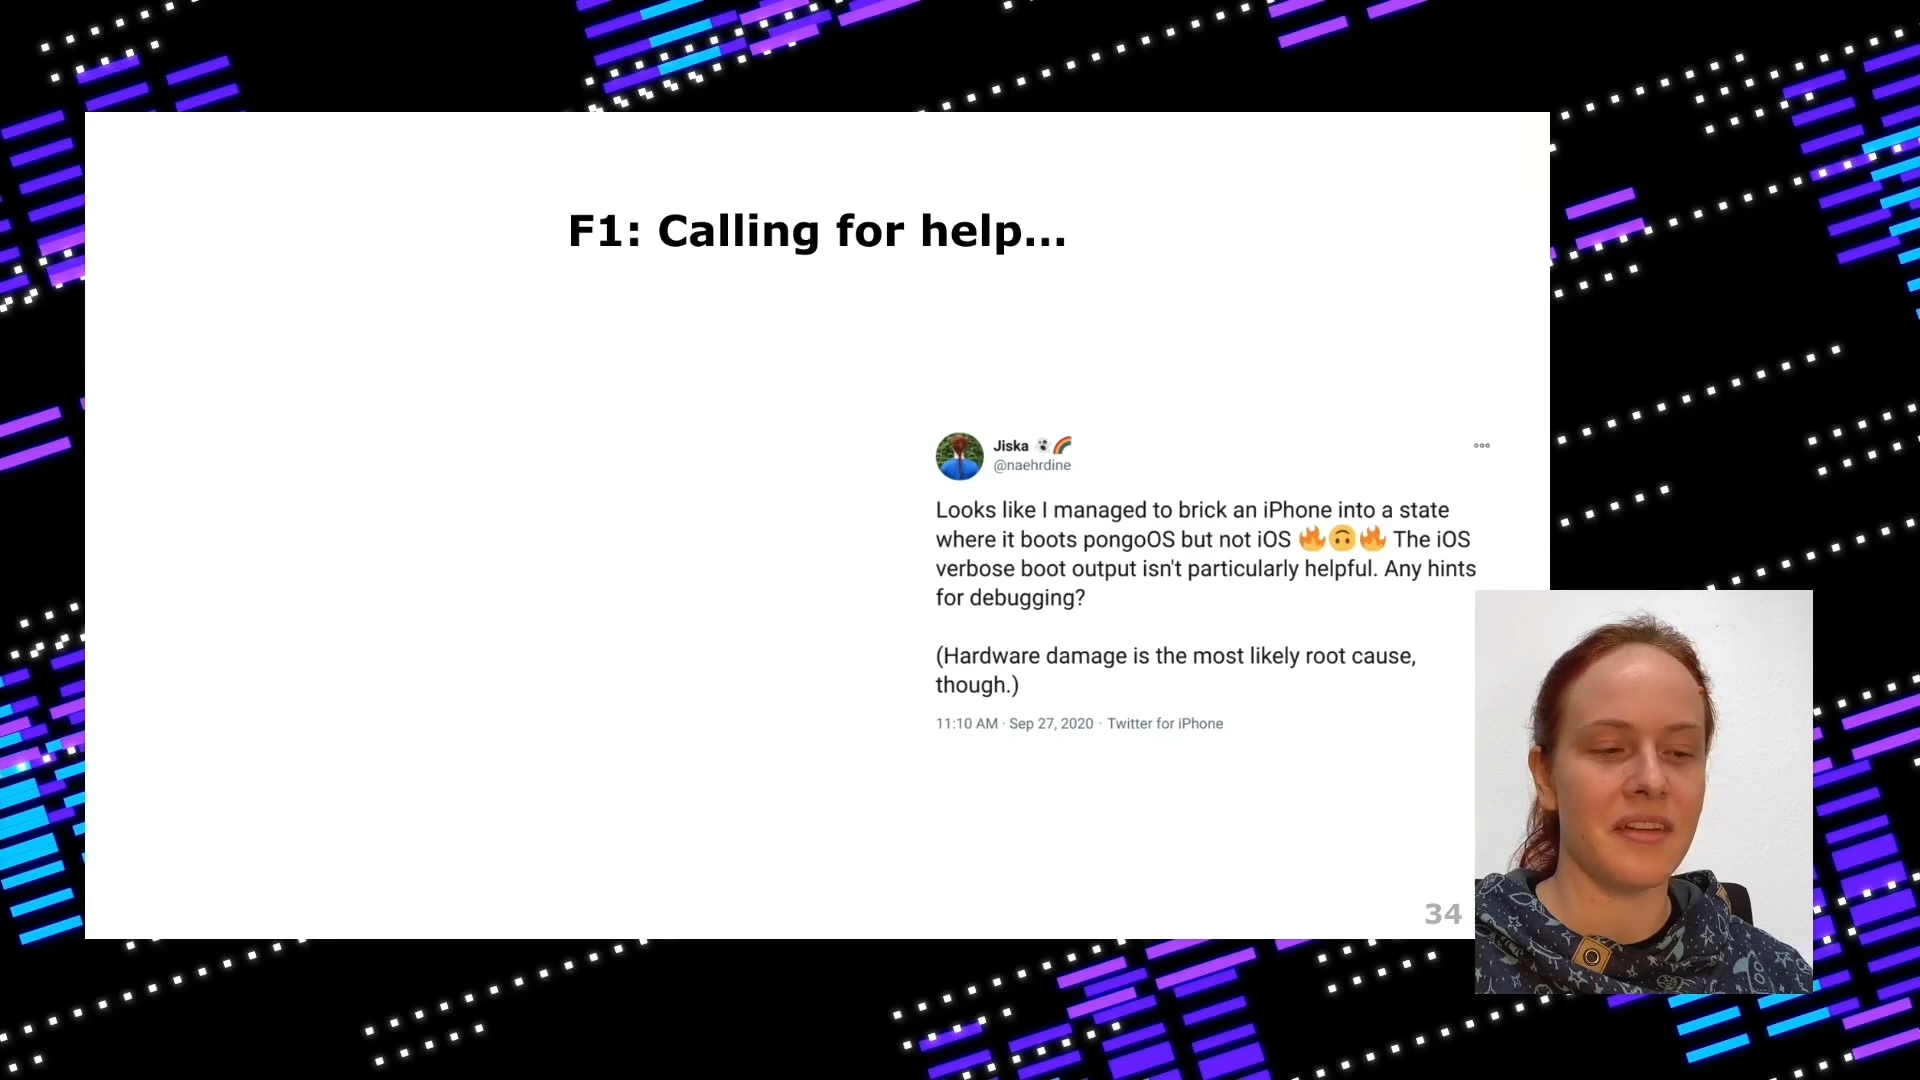 F1: Calling for help...
Jiska 👻🌈
@naehrdine
Looks like I managed to brick an iPhone into a state
where it boots pongoOS but not iOS 🔥🙃🔥 The iOS
verbose boot output isn't particularly helpful. Any hints
for debugging?
(Hardware damage is the most likely root cause,
though.)
11:10 AM · Sep 27, 2020 · Twitter for iPhone
34